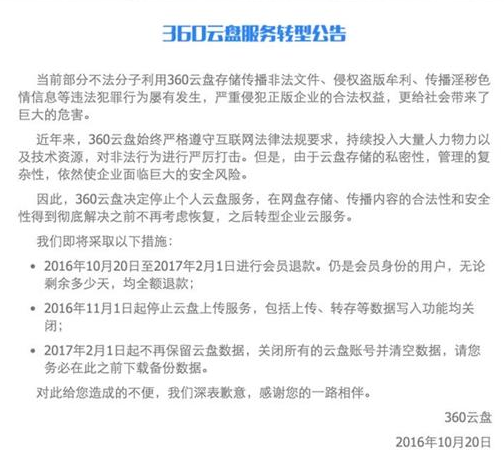 360云盘服务转型公告
当前部分不法分子利用360云盘存储传播非法文件、侵权盗版牟利、传播淫秽色
情信息等违法犯罪行为屡有发生，严重侵犯正版企业的合法权益，更给社会带来了
巨大的危害。
近年来，360云盘始终严格遵守互联网法律法规要求，持续投入大量人力物力以
及技术资源，对非法行为进行严厉打击。但是，由于云盘存储的私密性，管理的复
杂性，依然使企业面临巨大的安全风险。
因此，360云盘决定停止个人云盘服务，在网盘存储、传播内容的合法性和安全
性得到彻底解决之前不再考虑恢复，之后转型企业云服务。
我们即将采取以下措施：
• 2016年10月20日至2017年2月1日进行会员退款。仍是会员身份的用户，无论
剩余多少天，均全额退款；
• 2016年11月1日起停止云盘上传服务，包括上传、转存等数据写入功能均关
闭；
• 2017年2月1日起不再保留云盘数据，关闭所有的云盘账号并清空数据，请您
务必在此之前下载备份数据。
对此给您造成的不便，我们深表歉意，感谢您的一路相伴。
360云盘
2016年10月20日